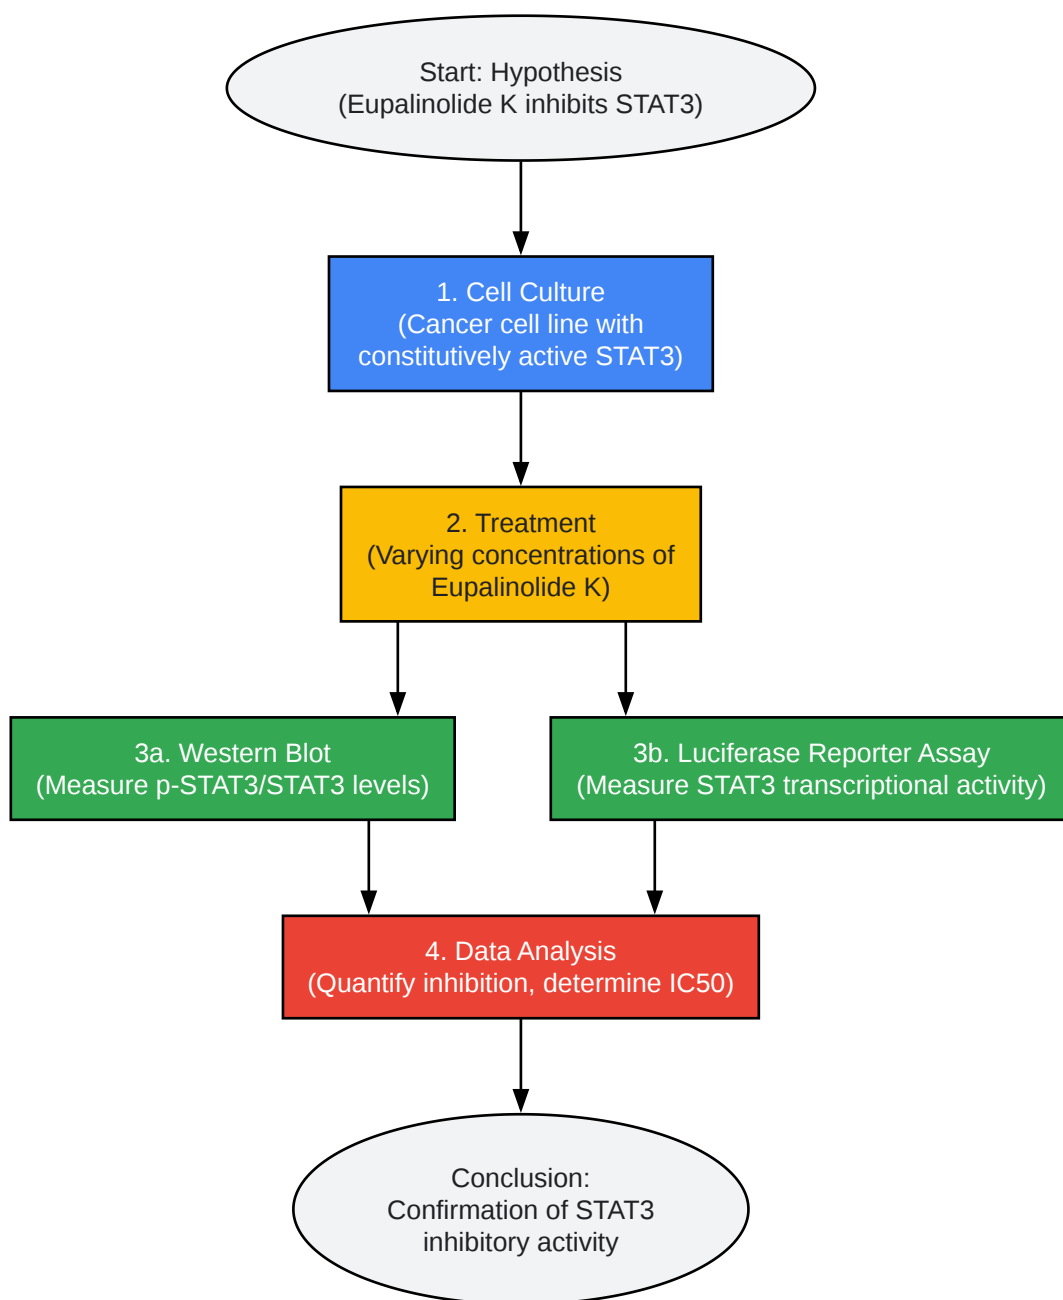 Start: Hypothesis
(Eupalinolide K inhibits STAT3)
1. Cell Culture
(Cancer cell line with
constitutively active STAT3)
2. Treatment
(Varying concentrations of
Eupalinolide K)
3a. Western Blot
(Measure p-STAT3/STAT3 levels)
3b. Luciferase Reporter Assay
(Measure STAT3 transcriptional activity)
4. Data Analysis
(Quantify inhibition, determine IC50)
Conclusion:
Confirmation of STAT3
inhibitory activity